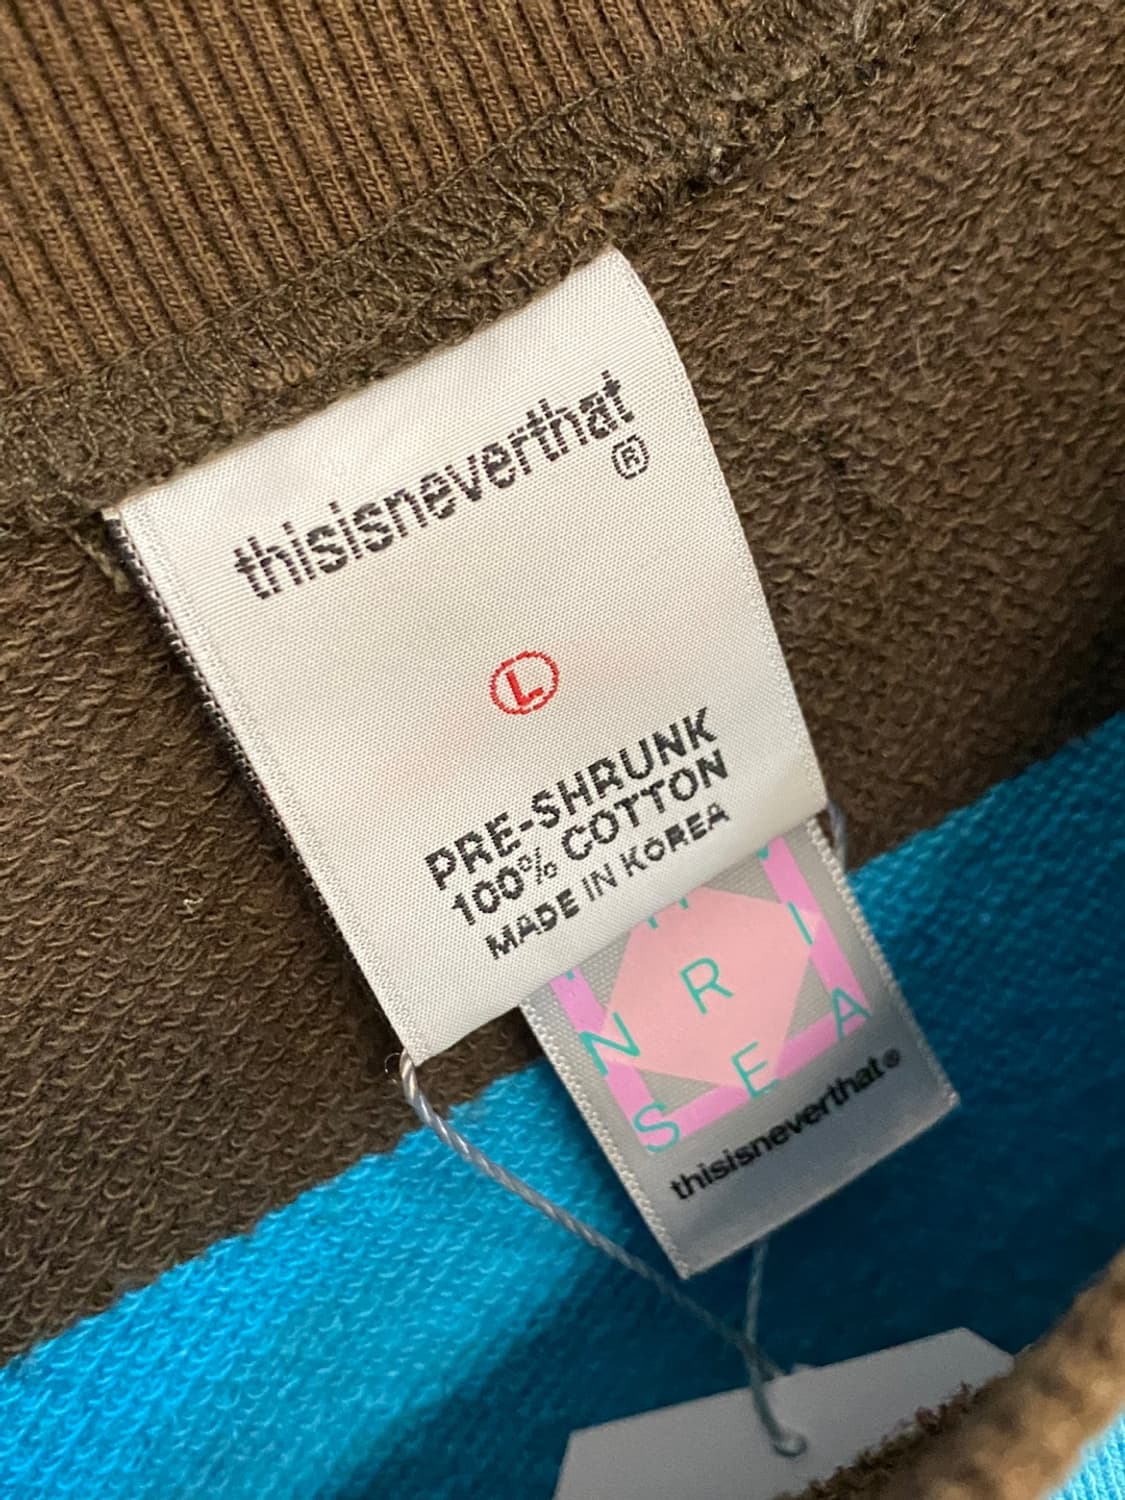 thisisneverthat
®
L
PRE-SHRUNK
100% COTTON
MADE IN KOREA
I
R
N
A
E
S
thisisneverthat®